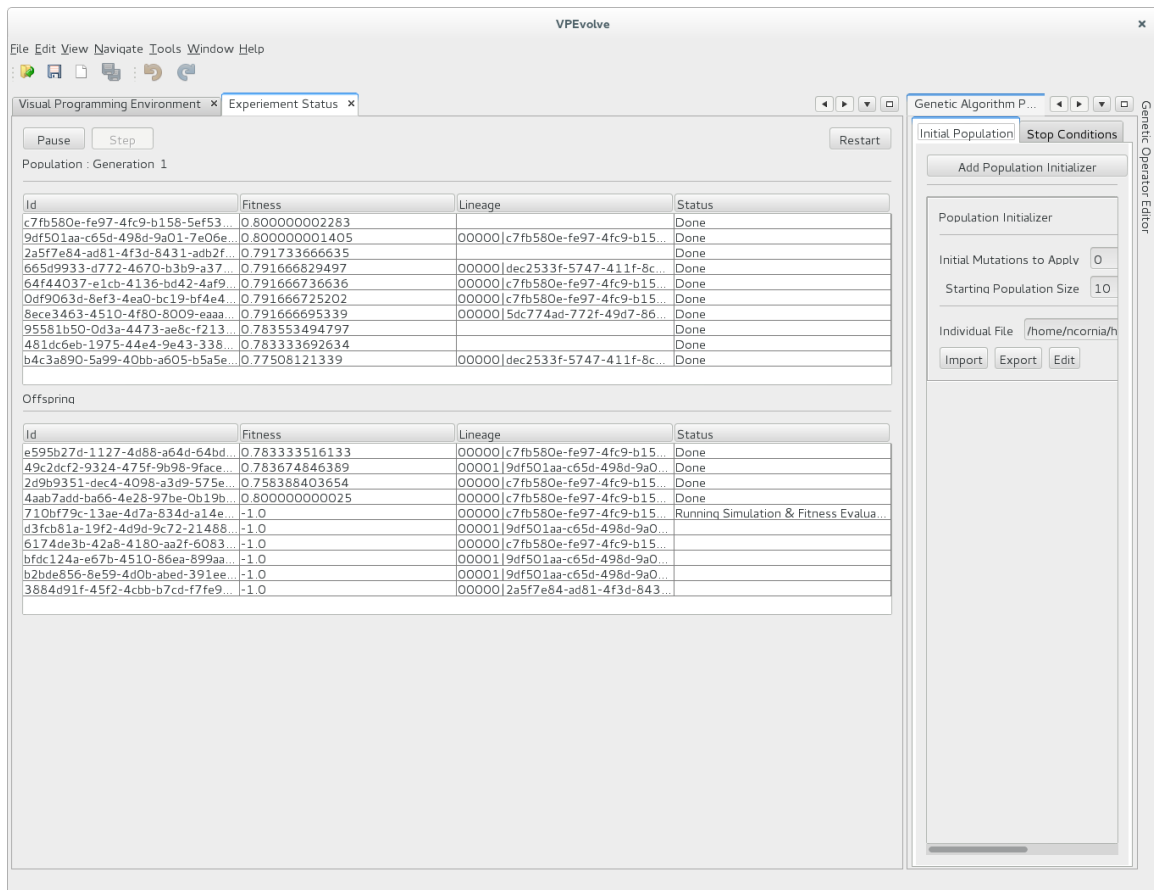 VPEvolve
File Edit View Navigate Tools Window Help
Visual Programming Environment
Experiement Status
Pause Step Restart
Population : Generation 1
Id Fitness Lineage Status
c7fb580e-fe97-4fc9-b158-5ef53... 0.800000002283 Done
9df501aa-c65d-498d-9a01-7e06e... 0.800000001405 00000|c7fb580e-fe97-4fc9-b15... Done
2a5f7e84-ad81-4f3d-8431-adb2f... 0.791733666635 Done
665d9933-d772-4670-b3b9-a37... 0.791666829497 00000|dec2533f-5747-411f-8c... Done
64f44037-e1cb-4136-bd42-4af9... 0.791666736636 00000|c7fb580e-fe97-4fc9-b15... Done
0df9063d-8ef3-4ea0-bc19-bf4e4... 0.791666725202 00000|c7fb580e-fe97-4fc9-b15... Done
8ece3463-4510-4f80-8009-eaaa... 0.791666695339 00000|5dc774ad-772f-49d7-86... Done
95581b50-0d3a-4473-ae8c-f213... 0.783553494797 Done
481dc6eb-1975-44e4-9e43-338... 0.783333692634 Done
b4c3a890-5a99-40bb-a605-b5a5e... 0.77508121339 00000|dec2533f-5747-411f-8c... Done
Offspring
Id Fitness Lineage Status
e595b27d-1127-4d88-a64d-64bd... 0.783333516133 00000|c7fb580e-fe97-4fc9-b15... Done
49c2dcf2-9324-475f-9b98-9face... 0.783674846389 00001|9df501aa-c65d-498d-9a0... Done
2d9b9351-dec4-4098-a3d9-575e... 0.758388403654 00000|c7fb580e-fe97-4fc9-b15... Done
4aab7add-ba66-4e28-97be-0b19b... 0.800000000025 00000|c7fb580e-fe97-4fc9-b15... Done
710bf79c-13ae-4d7a-834d-a14e... -1.0 00000|c7fb580e-fe97-4fc9-b15... Running Simulation & Fitness Evalua...
d3fcb81a-19f2-4d9d-9c72-21488... -1.0 00001|9df501aa-c65d-498d-9a0...
6174de3b-42a8-4180-aa2f-6083... -1.0 00000|c7fb580e-fe97-4fc9-b15...
bfdc124a-e67b-4510-86ea-899aa... -1.0 00001|9df501aa-c65d-498d-9a0...
b2bde856-8e59-4d0b-abed-391ee... -1.0 00001|9df501aa-c65d-498d-9a0...
3884d91f-45f2-4cbb-b7cd-f7fe9... -1.0 00000|2a5f7e84-ad81-4f3d-843...
Genetic Algorithm P...
Initial Population Stop Conditions
Add Population Initializer
Population Initializer
Initial Mutations to Apply 0
Starting Population Size 10
Individual File /home/ncornia/h
Import Export Edit
Genetic Operator Editor